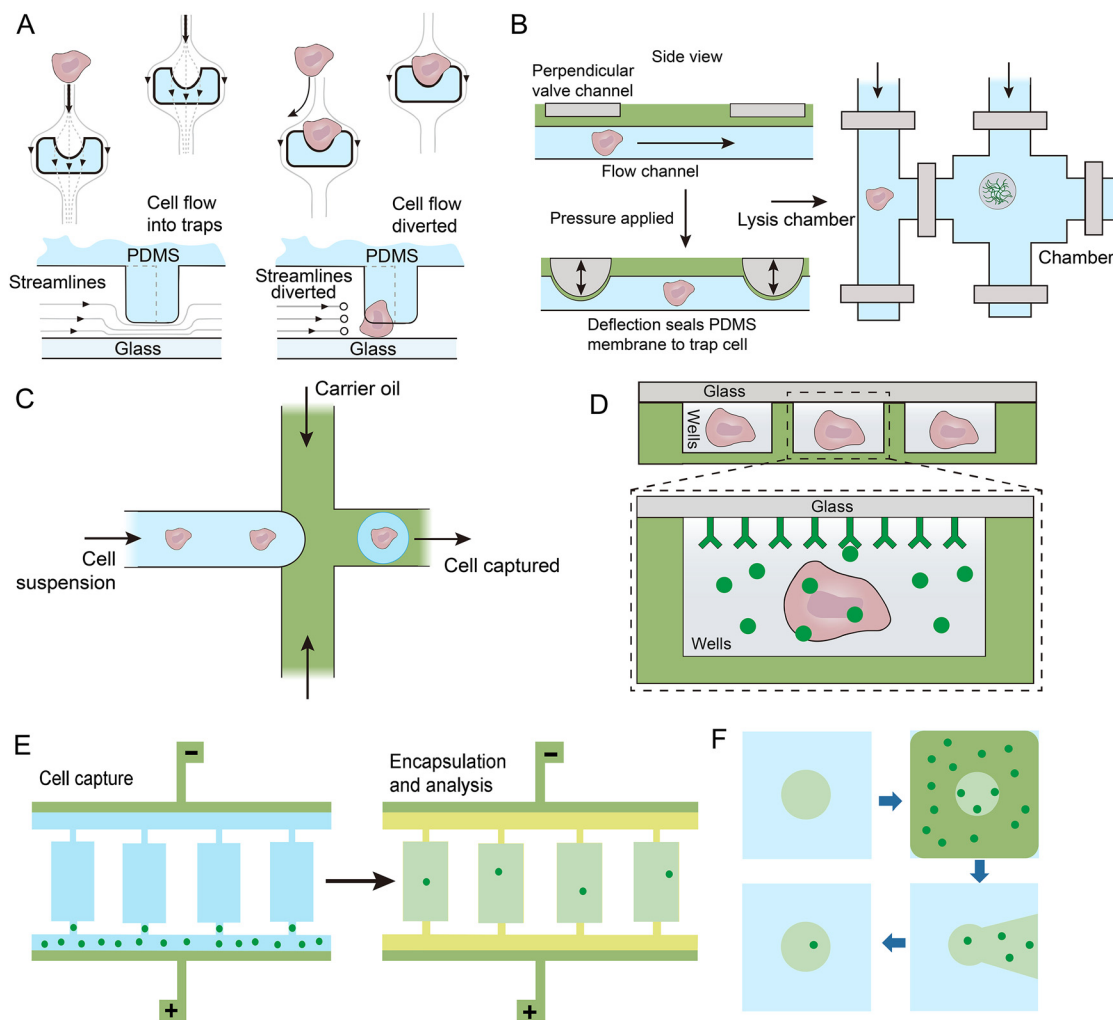 A
Cell flow
into traps
Cell flow
diverted
PDMS
Streamlines
Glass
PDMS
Streamlines
diverted
Glass
B
Side view
Perpendicular
valve channel
Flow channel
Pressure applied
Deflection seals PDMS
membrane to trap cell
Lysis chamber
Chamber
C
Carrier oil
Cell
suspension
Cell captured
D
Glass
Wells
Glass
Wells
E
Cell capture
-
+
Encapsulation
and analysis
-
+
F